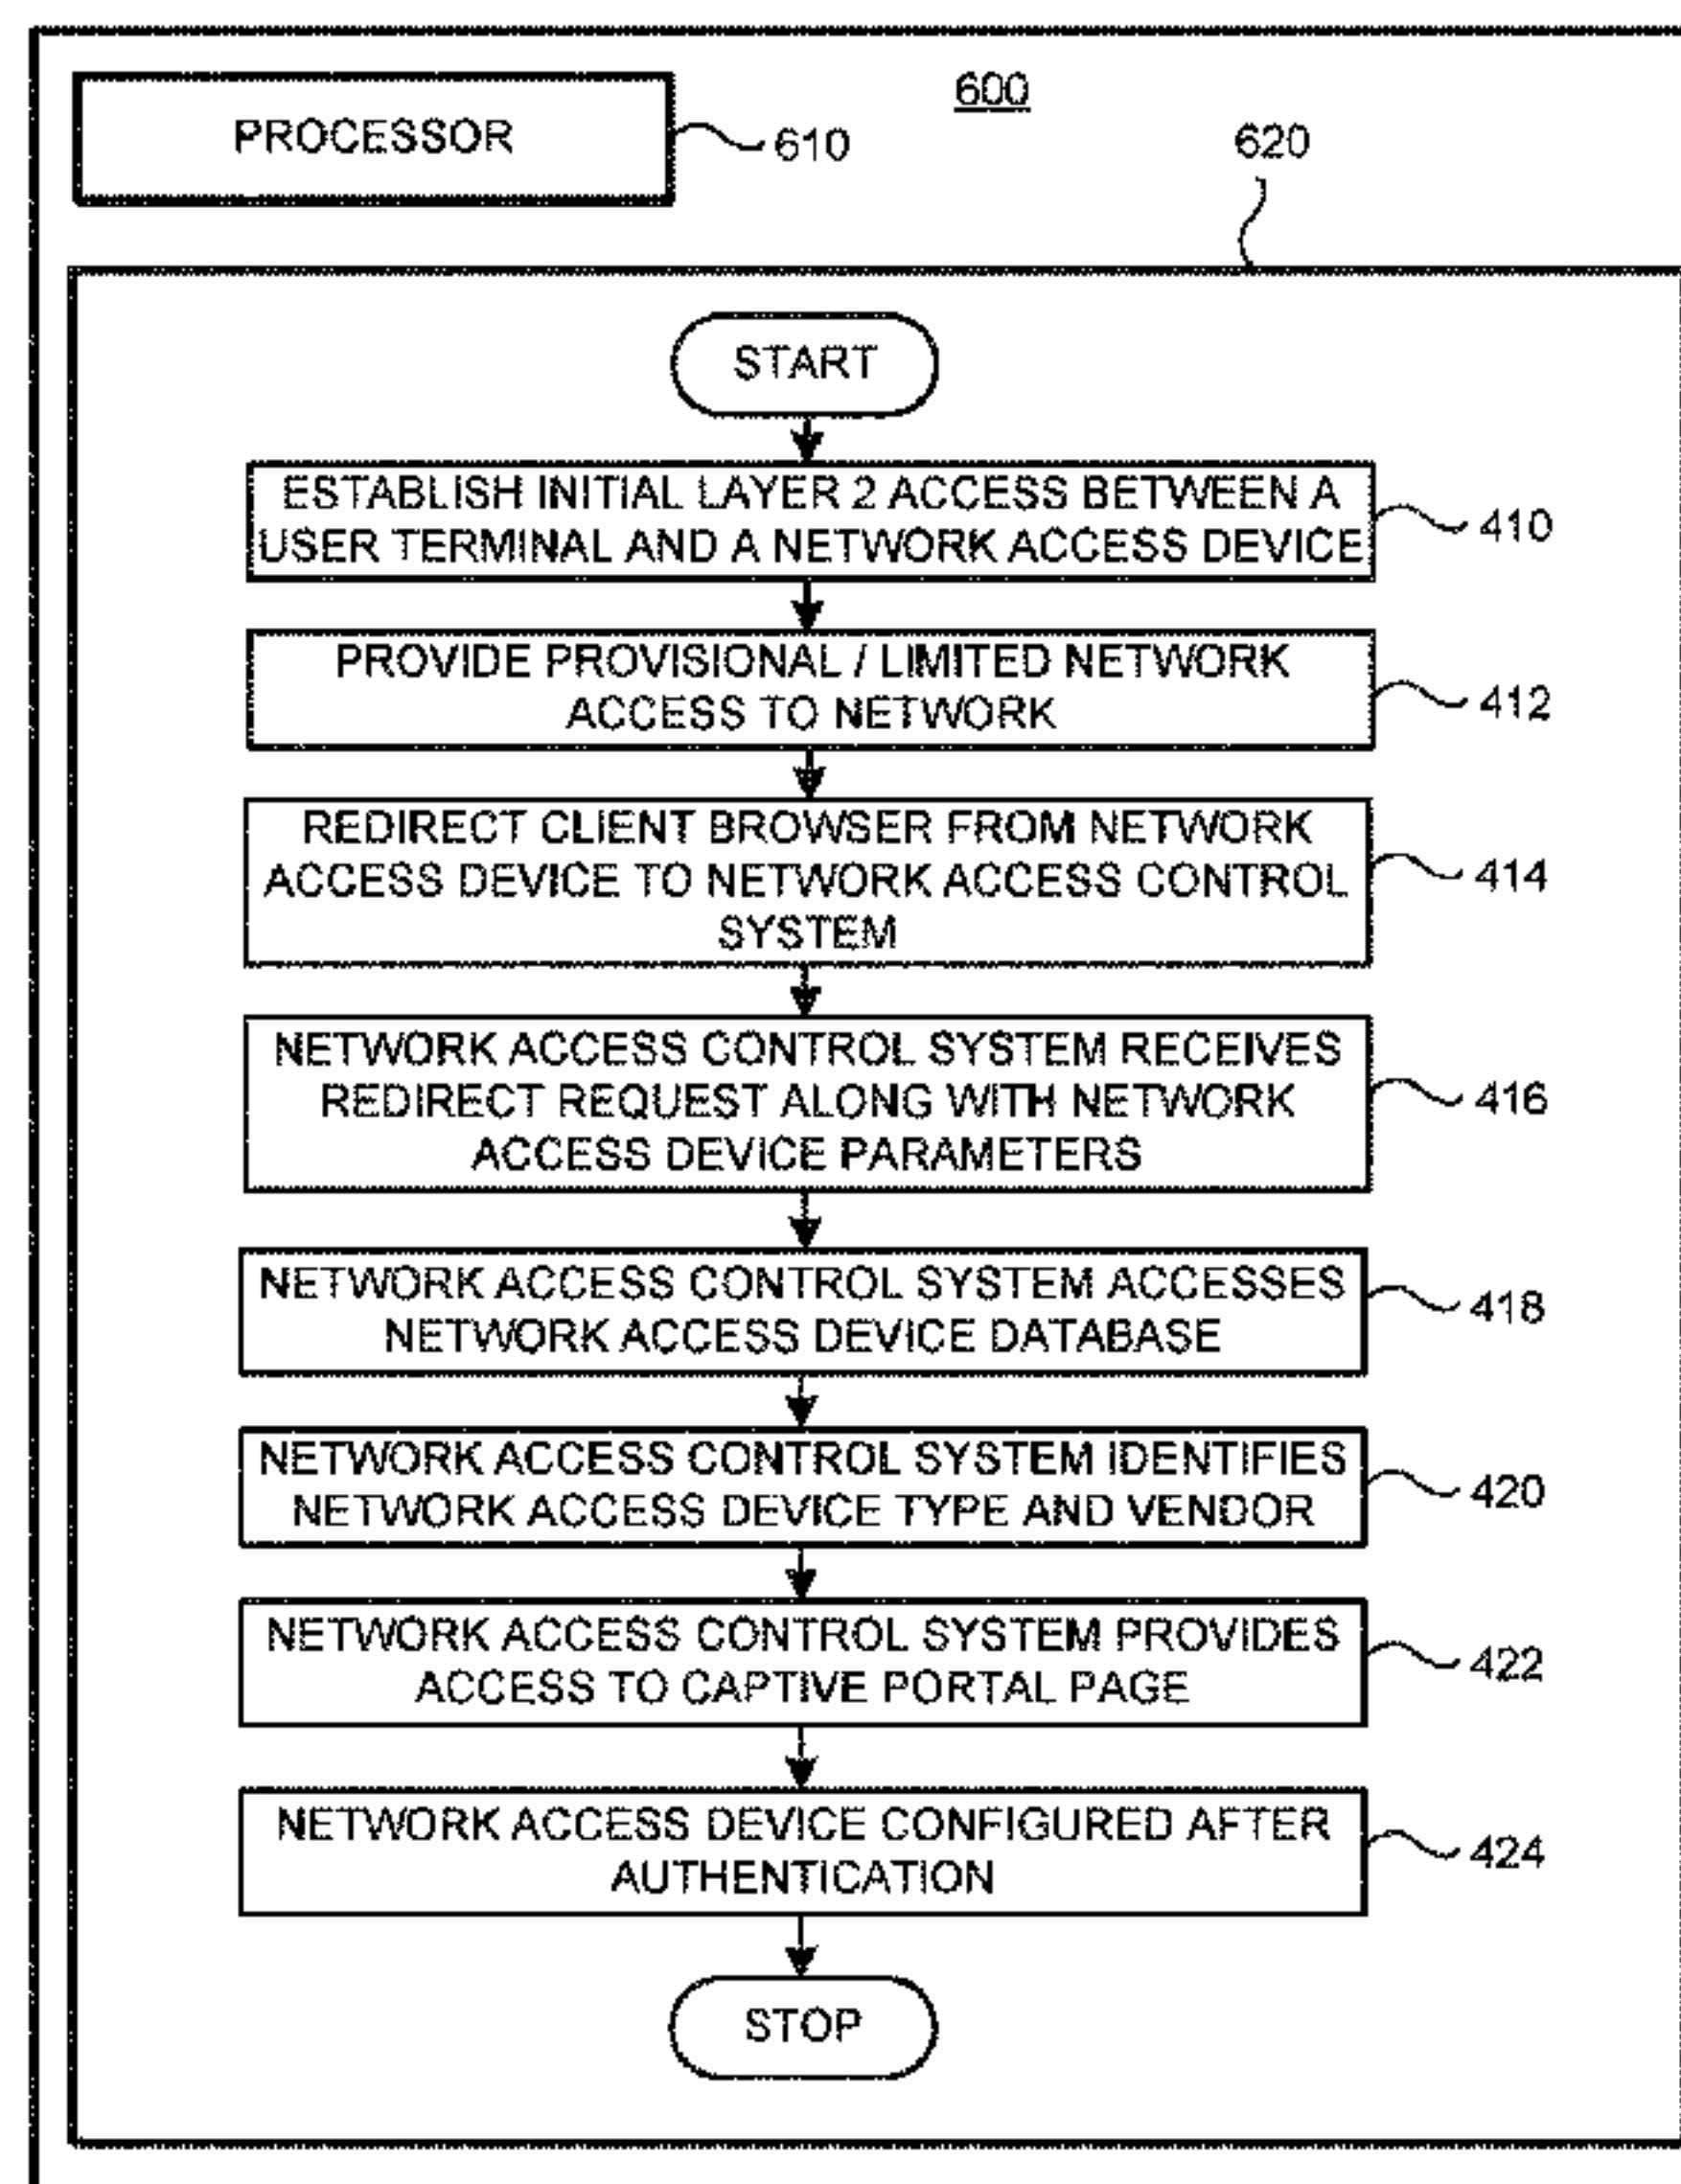 600
PROCESSOR
610
620
START
ESTABLISH INITIAL LAYER 2 ACCESS BETWEEN A
USER TERMINAL AND A NETWORK ACCESS DEVICE
410
PROVIDE PROVISIONAL / LIMITED NETWORK
ACCESS TO NETWORK
412
REDIRECT CLIENT BROWSER FROM NETWORK
ACCESS DEVICE TO NETWORK ACCESS CONTROL
SYSTEM
414
NETWORK ACCESS CONTROL SYSTEM RECEIVES
REDIRECT REQUEST ALONG WITH NETWORK
ACCESS DEVICE PARAMETERS
416
NETWORK ACCESS CONTROL SYSTEM ACCESSES
NETWORK ACCESS DEVICE DATABASE
418
NETWORK ACCESS CONTROL SYSTEM IDENTIFIES
NETWORK ACCESS DEVICE TYPE AND VENDOR
420
NETWORK ACCESS CONTROL SYSTEM PROVIDES
ACCESS TO CAPTIVE PORTAL PAGE
422
NETWORK ACCESS DEVICE CONFIGURED AFTER
AUTHENTICATION
424
STOP